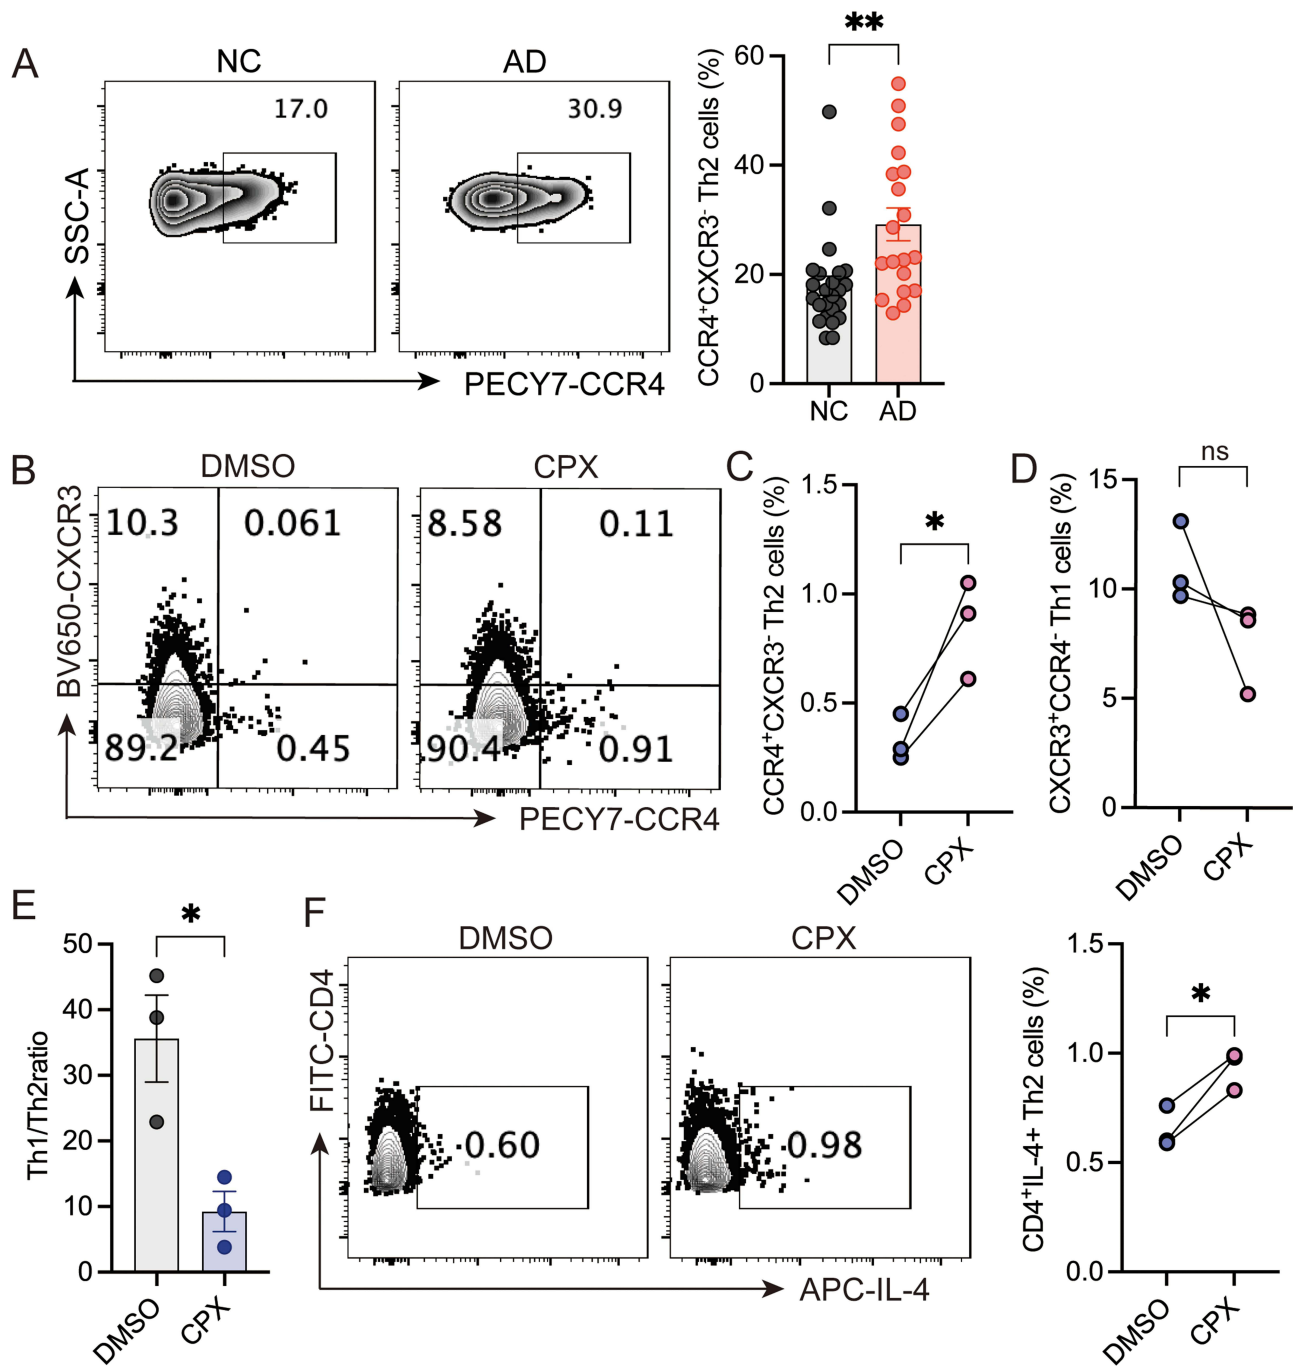 A
NC
AD
17.0
30.9
SSC-A
PECY7-CCR4
CCR4⁺CXCR3⁻ Th2 cells (%)
**
60
40
20
0
NC
AD
B
DMSO
CPX
BV650-CXCR3
10.3
0.061
89.2
0.45
8.58
0.11
90.4
0.91
PECY7-CCR4
C
CCR4⁺CXCR3⁻ Th2 cells (%)
1.5
1.0
0.5
0.0
*
DMSO
CPX
D
CXCR3⁺CCR4⁻ Th1 cells (%)
15
10
5
0
ns
DMSO
CPX
E
Th1/Th2ratio
50
40
30
20
10
0
*
DMSO
CPX
F
DMSO
CPX
FITC-CD4
0.60
0.98
APC-IL-4
CD4⁺IL-4+ Th2 cells (%)
1.5
1.0
0.5
0.0
*
DMSO
CPX